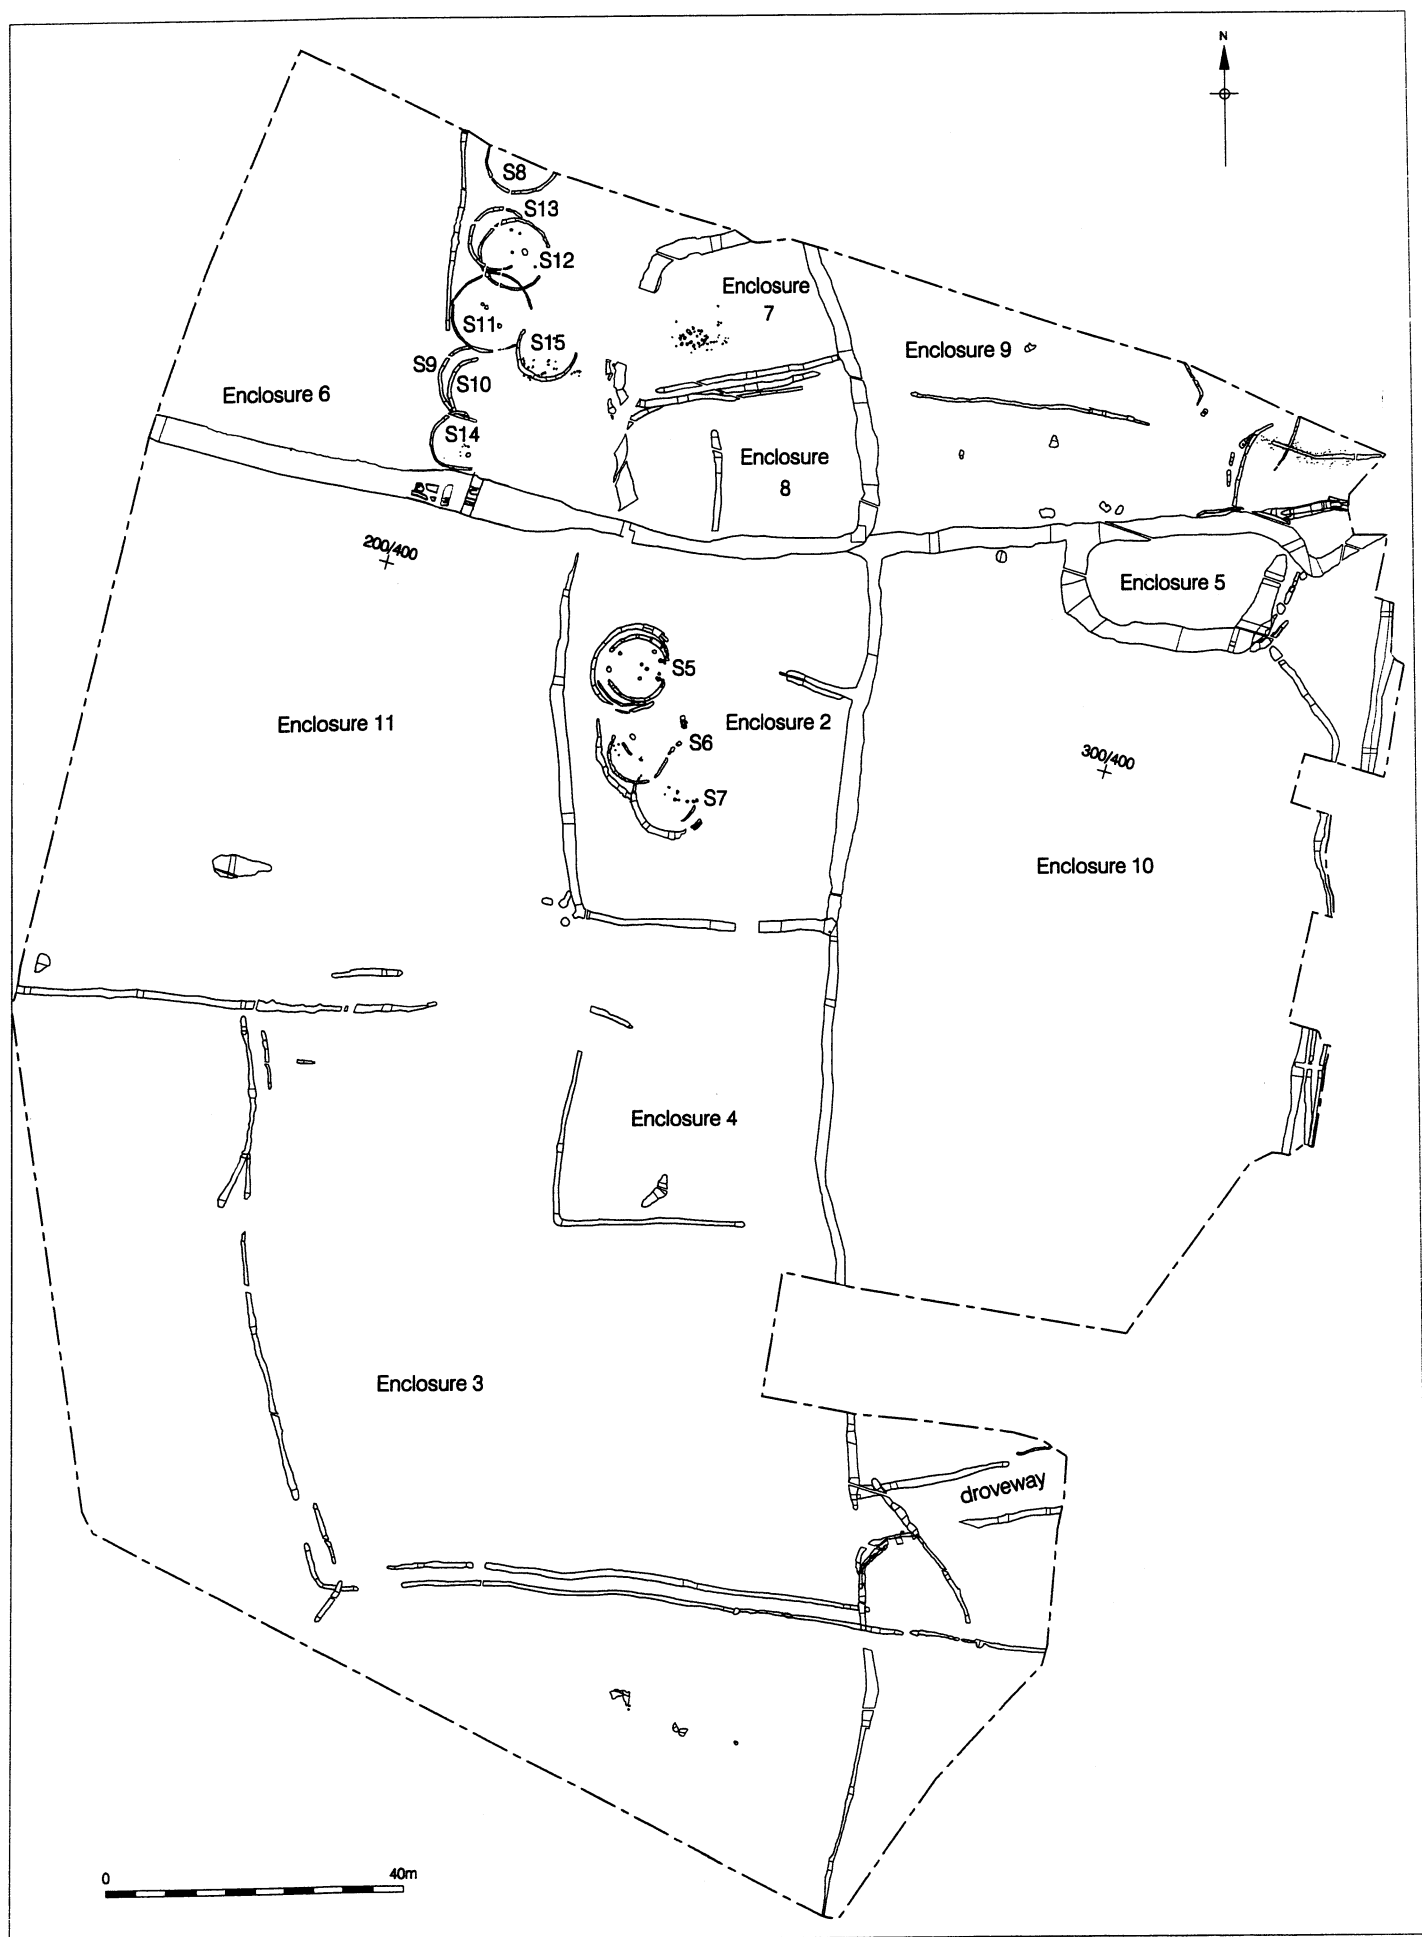 N
S8
S13
S12
S11
S15
S9
S10
S14
Enclosure 6
Enclosure
7
Enclosure 9
Enclosure
8
200/400
Enclosure 5
S5
Enclosure 11
Enclosure 2
S6
S7
300/400
Enclosure 10
Enclosure 4
Enclosure 3
droveway
0
40m